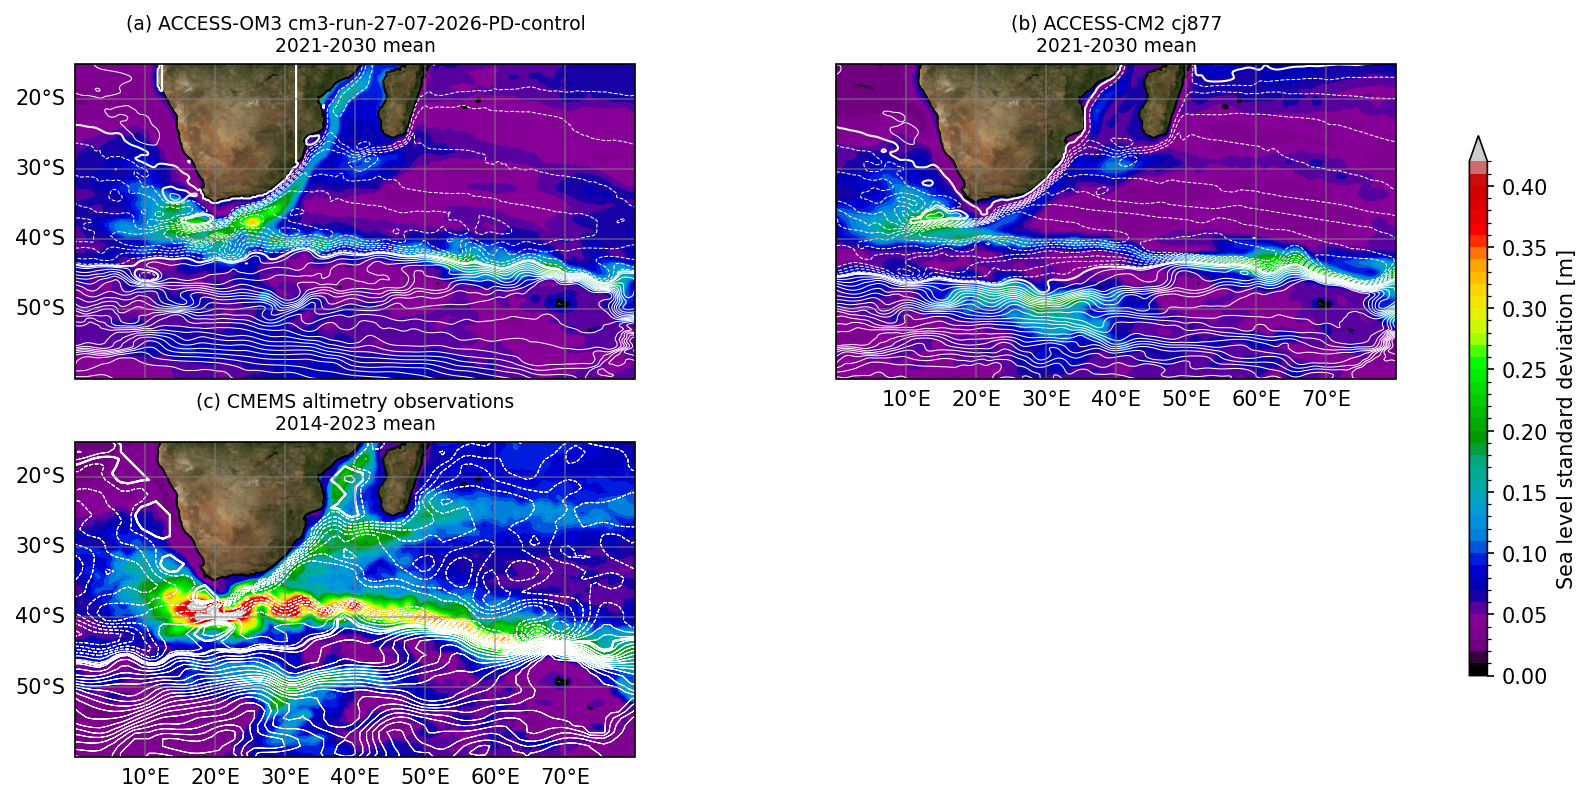 (a) ACCESS-OM3 cm3-run-27-07-2026-PD-control
2021-2030 mean
(b) ACCESS-CM2 cj877
2021-2030 mean
20°S
30°S
40°S
50°S
10°E 20°E 30°E 40°E 50°E 60°E 70°E
(c) CMEMS altimetry observations
2014-2023 mean
20°S
30°S
40°S
50°S
10°E 20°E 30°E 40°E 50°E 60°E 70°E
0.40
0.35
0.30
0.25
0.20
0.15
0.10
0.05
0.00
Sea level standard deviation [m]